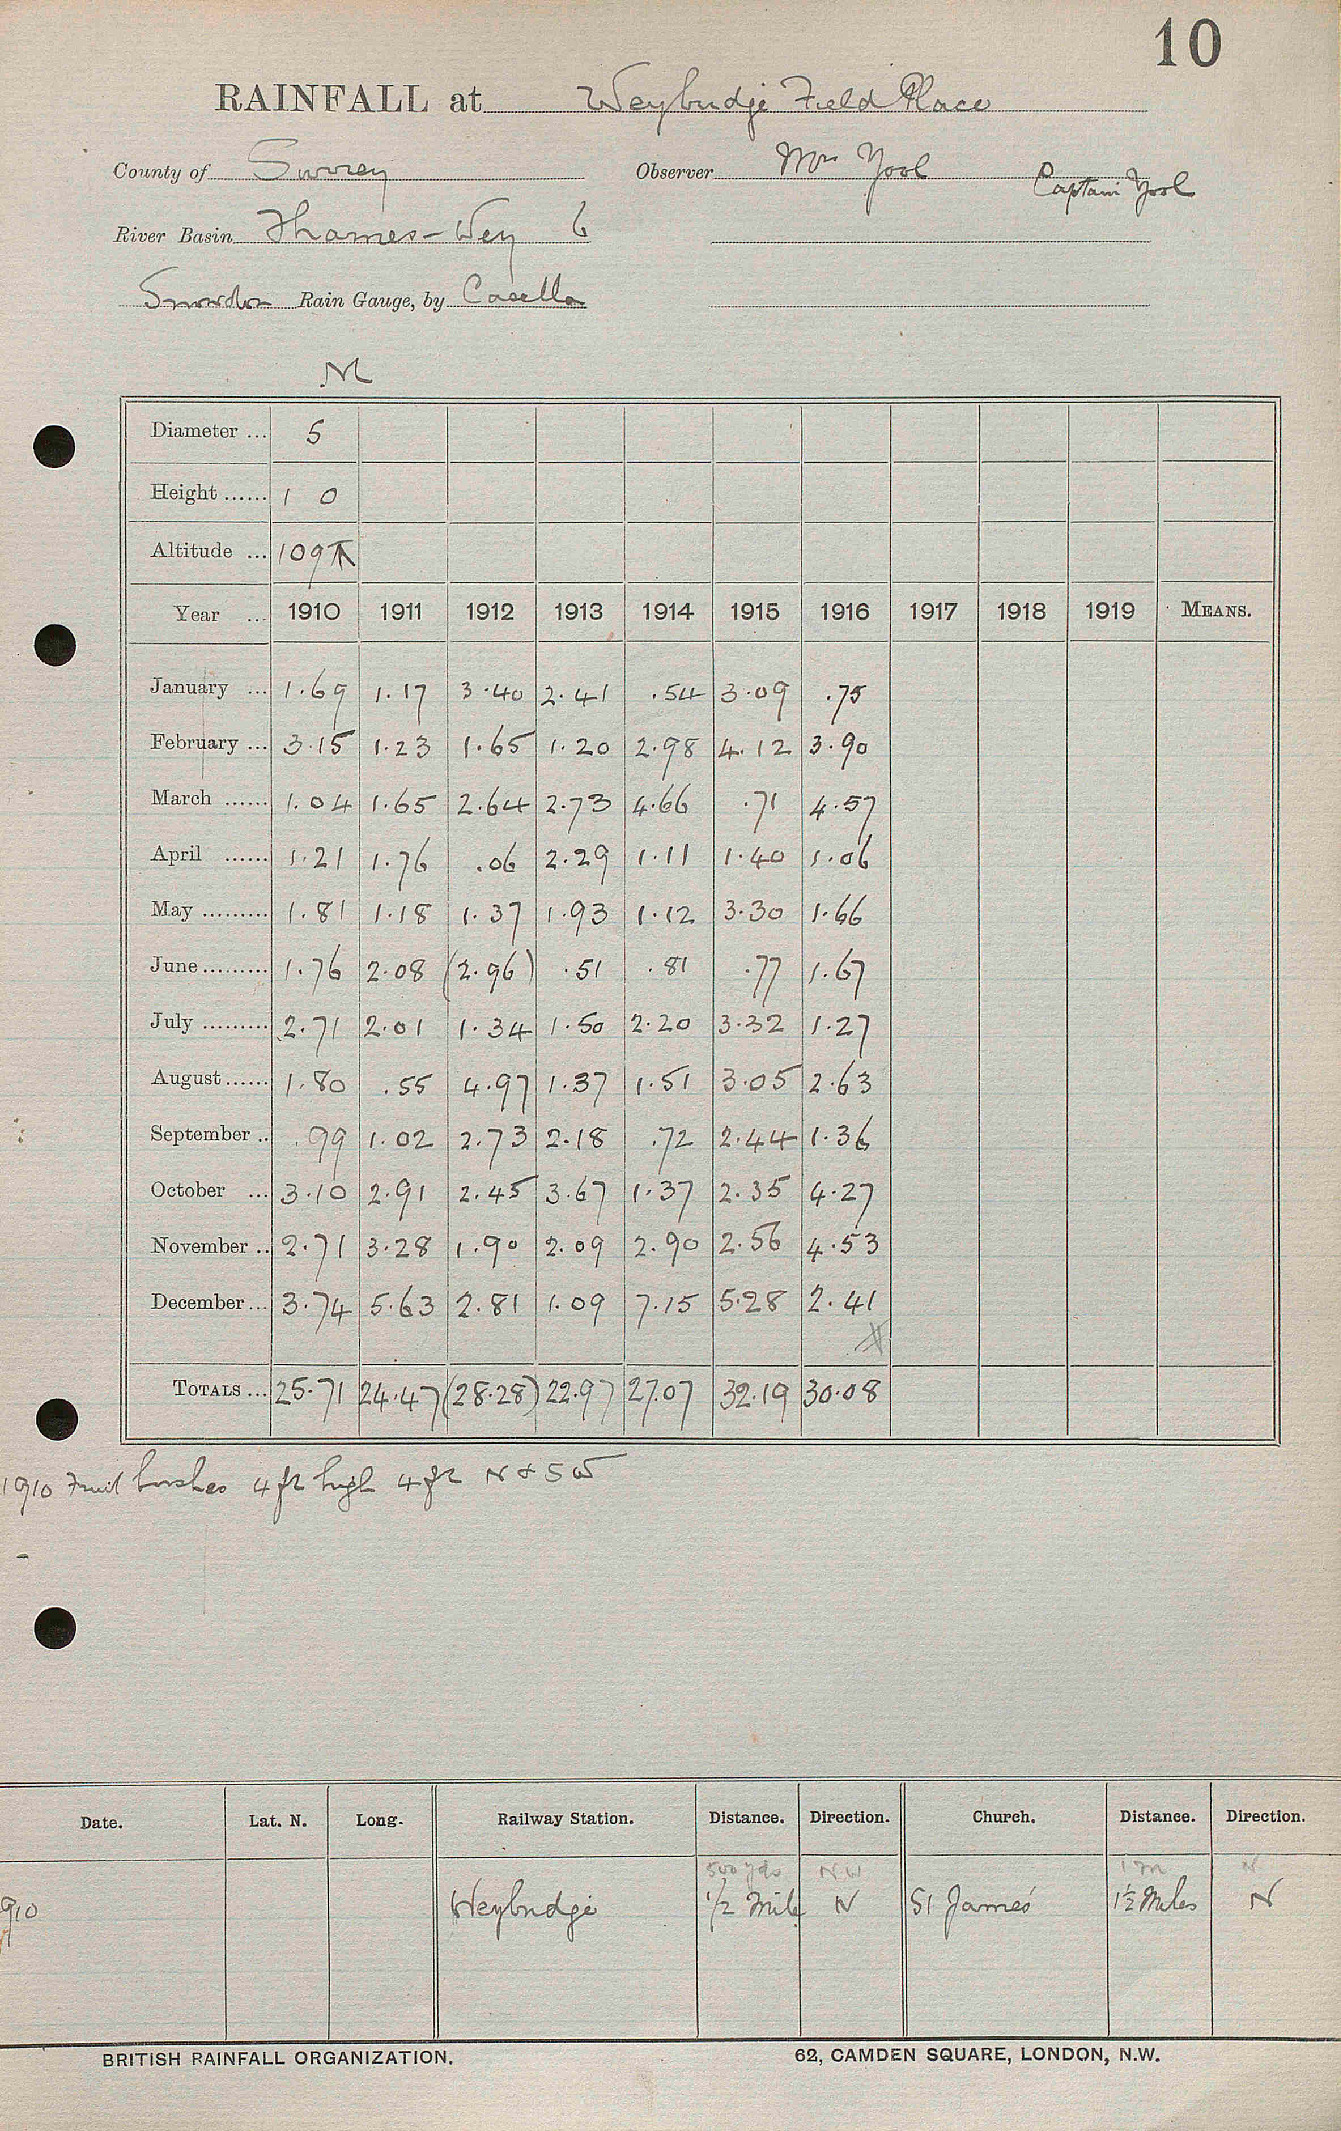 10
RAINFALL at Weybridge Field Place
County of Surrey Observer Mr Yool Captain Yool
River Basin Thames - Wey 6
Snowdon Rain Gauge, by Casella
Diameter ... 5
Height ...... 1 0
Altitude ... 109
Year ... 1910 1911 1912 1913 1914 1915 1916 1917 1918 1919 MEANS.
January ... 1.69 1.17 3.40 2.41 .54 3.09 .75
February ... 3.15 1.23 1.65 1.20 2.98 4.12 3.90
March ...... 1.04 1.65 2.64 2.73 4.66 .71 4.57
April ...... 1.21 1.76 .06 2.29 1.11 1.40 1.06
May ......... 1.81 1.18 1.37 1.93 1.12 3.30 1.66
June ......... 1.76 2.08 (2.96) .51 .81 .77 1.67
July ......... 2.71 2.01 1.34 1.50 2.20 3.32 1.27
August ...... 1.80 .55 4.97 1.37 1.51 3.05 2.63
September .. .99 1.02 2.73 2.18 .72 2.44 1.36
October ... 3.10 2.91 2.45 3.67 1.37 2.35 4.27
November .. 2.71 3.28 1.90 2.09 2.90 2.56 4.53
December ... 3.74 5.63 2.81 1.09 7.15 5.28 2.41
TOTALS ... 25.71 24.47 (28.28) 22.97 27.07 32.19 30.08
1910 Fruit bushes 4 ft high 4 ft N & SW
Date. Lat. N. Long. Railway Station. Distance. Direction. Church. Distance. Direction.
500 yds NW 1 m N
910 Weybridge 1/2 Mile N St James' 1½ Miles N
BRITISH RAINFALL ORGANIZATION. 62, CAMDEN SQUARE, LONDON, N.W.